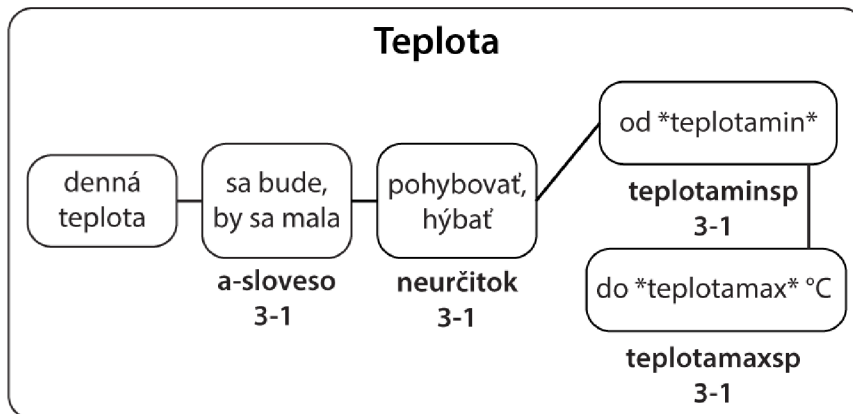 Teplota
denná
teplota
sa bude,
by sa mala
a-sloveso
3-1
pohybovať,
hýbať
neurčitok
3-1
od *teplotamin*
teplotaminsp
3-1
do *teplotamax* °C
teplotamaxsp
3-1